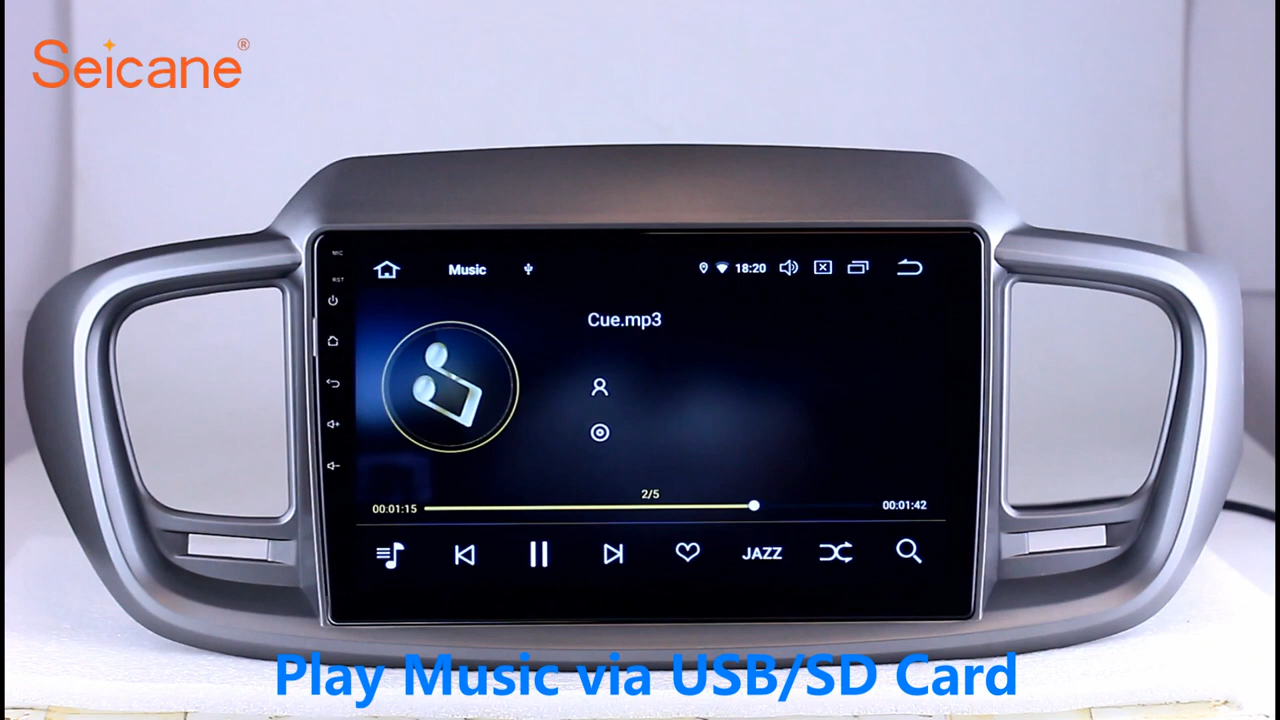 Seicane®
MIC
RST
Music
18:20
Cue.mp3
2/5
00:01:15
00:01:42
JAZZ
Play Music via USB/SD Card